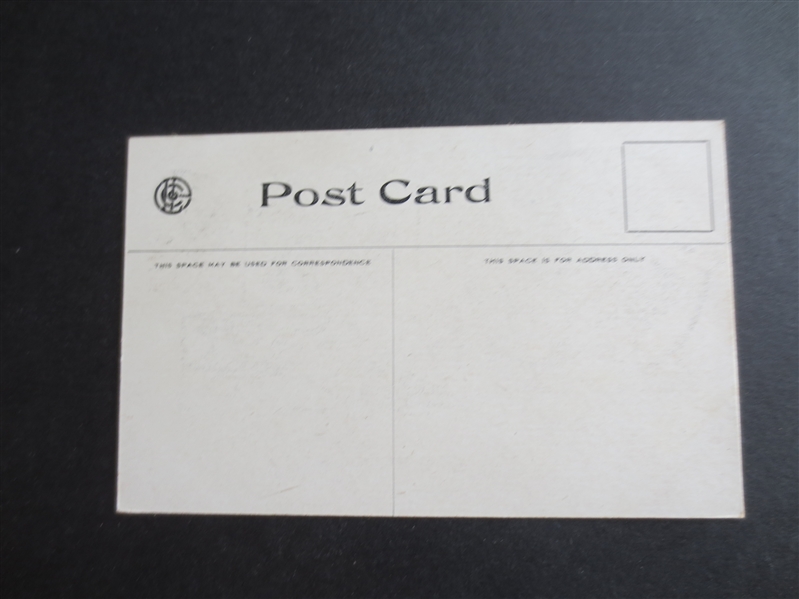 Post Card
THIS SPACE MAY BE USED FOR CORRESPONDENCE
THIS SPACE IS FOR ADDRESS ONLY